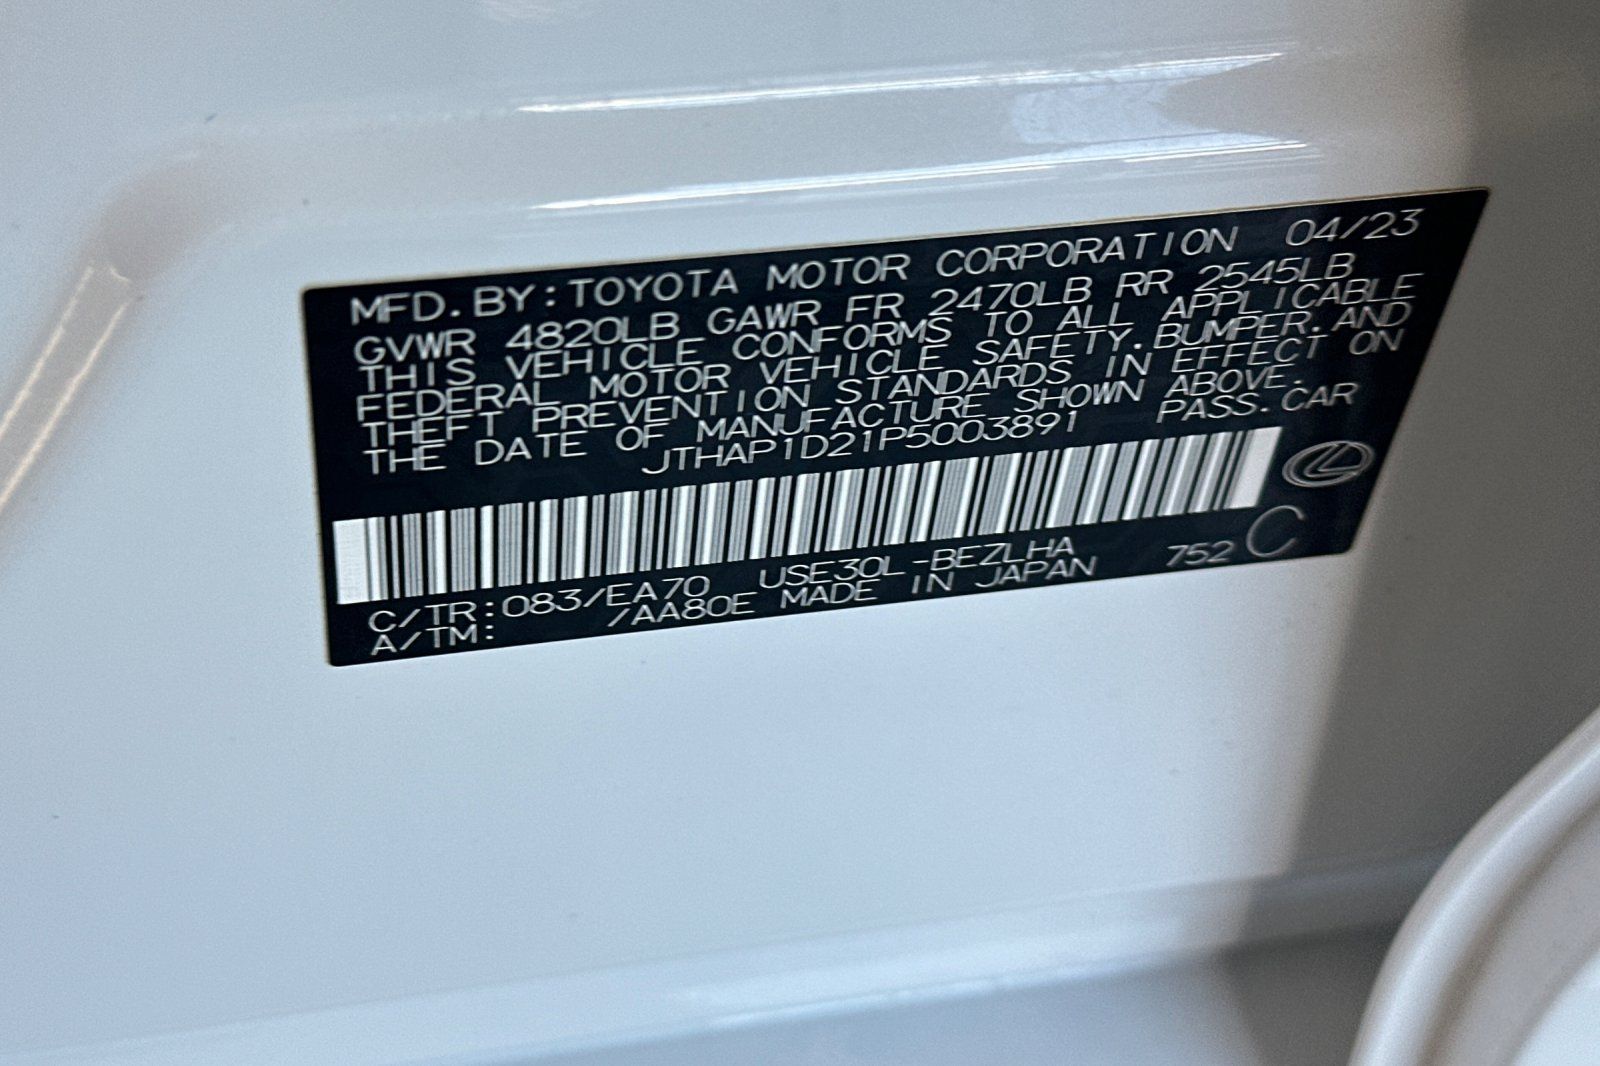 MFD.BY:TOYOTA MOTOR CORPORATION 04/23
GVWR 4820LB GAWR FR 2470LB RR 2545LB
THIS VEHICLE CONFORMS TO ALL APPLICABLE
FEDERAL MOTOR VEHICLE SAFETY.BUMPER.AND
THEFT PREVENTION STANDARDS IN EFFECT ON
THE DATE OF MANUFACTURE SHOWN ABOVE.
JTHAP1D21P5003891 PASS.CAR
C/TR:083/EA70 USE30L-BEZLHA 752 C
A/TM: /AA80E MADE IN JAPAN